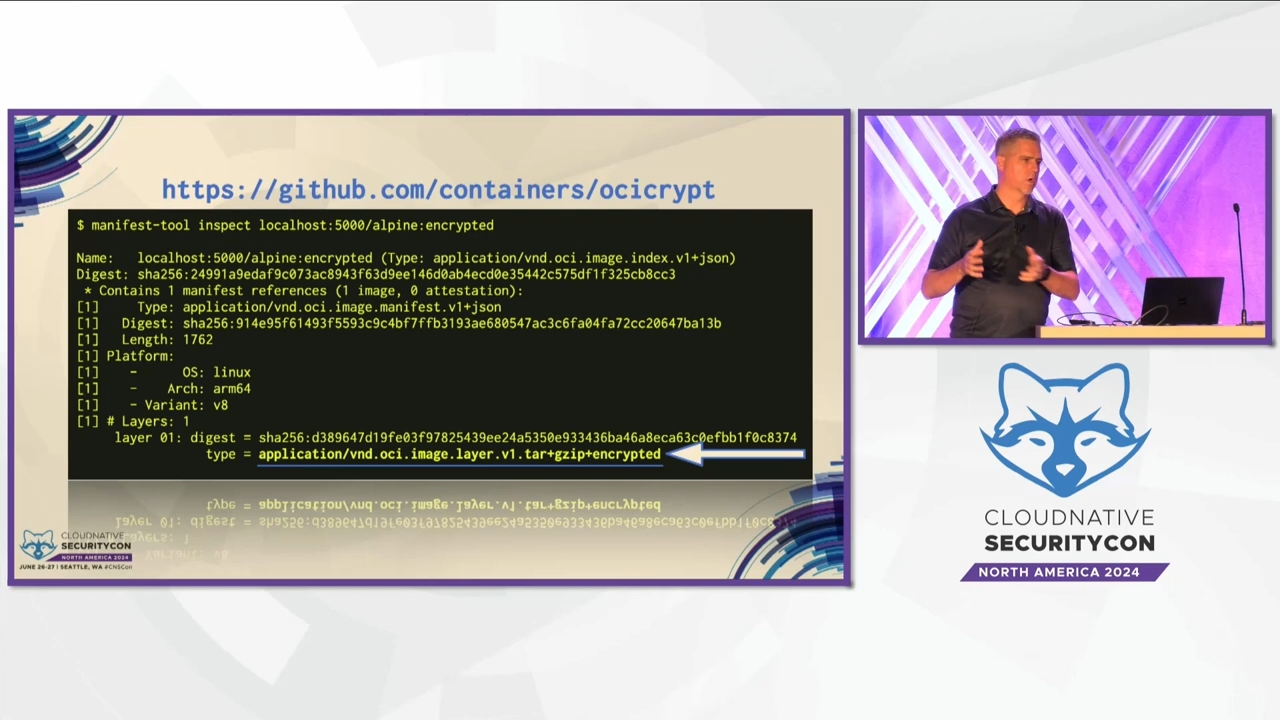 https://github.com/containers/ocicrypt
$ manifest-tool inspect localhost:5000/alpine:encrypted
Name:   localhost:5000/alpine:encrypted (Type: application/vnd.oci.image.index.v1+json)
Digest: sha256:24991a9edaf9c073ac8943f63d9ee146d0ab4ecd0e35442c575df1f325cb8cc3
 * Contains 1 manifest references (1 image, 0 attestation):
[1]     Type: application/vnd.oci.image.manifest.v1+json
[1]   Digest: sha256:914e95f61493f5593c9c4bf7ffb3193ae680547ac3c6fa04fa72cc20647ba13b
[1]   Length: 1762
[1] Platform:
[1]    -      OS: linux
[1]    -    Arch: arm64
[1]    - Variant: v8
[1] # Layers: 1
     layer 01: digest = sha256:d389647d19fe03f97825439ee24a5350e933436ba46a8eca63c0efbb1f0c8374
                 type = application/vnd.oci.image.layer.v1.tar+gzip+encrypted
CLOUDNATIVE
SECURITYCON
NORTH AMERICA 2024
JUNE 26-27 | SEATTLE, WA #CNSCon
CLOUDNATIVE
SECURITYCON
NORTH AMERICA 2024